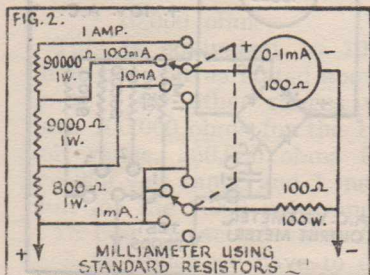 FIG.2:
1 AMP.
100mA
10mA
1mA.
90000Ω
1W.
9000Ω
1W.
800Ω
1W.
+
+
0-1mA
100Ω
-
100Ω
100W.
-
MILLIAMETER USING
STANDARD RESISTORS ~